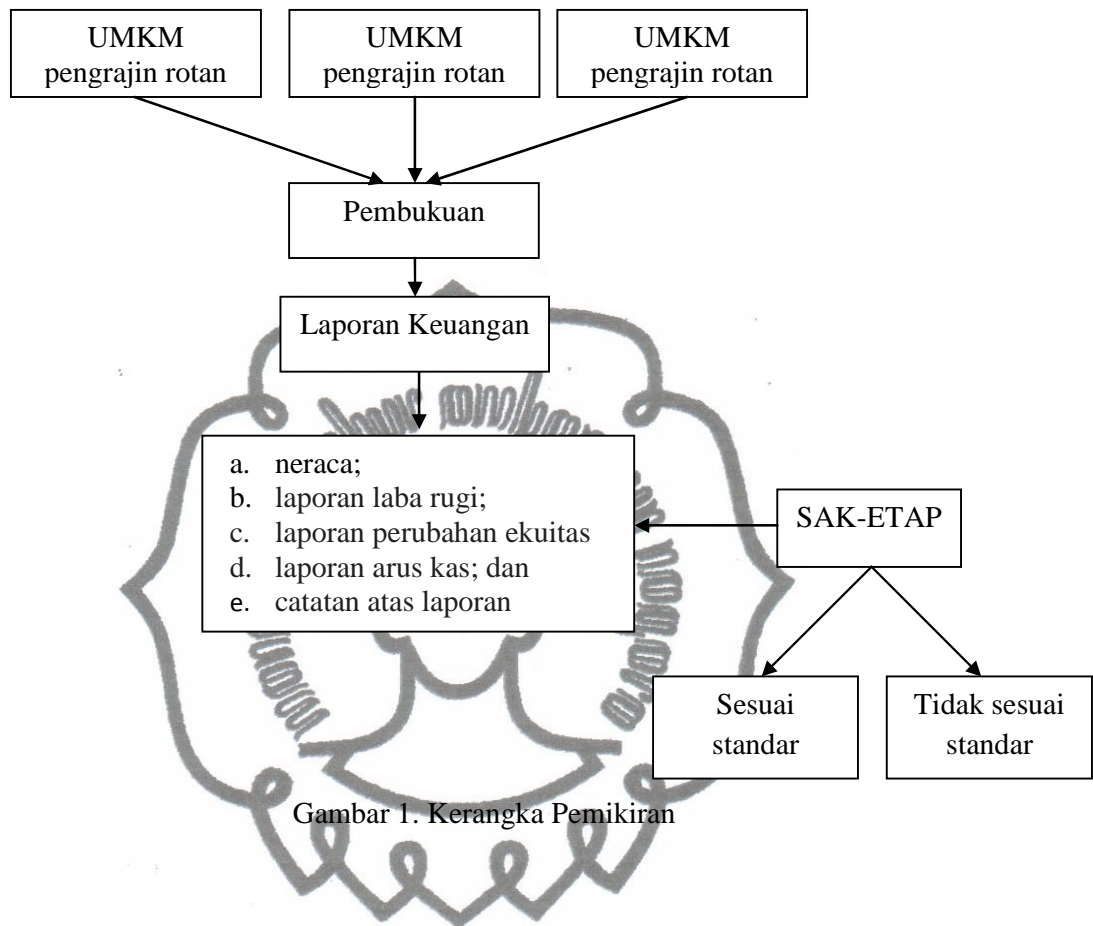 UMKM
pengrajin rotan
UMKM
pengrajin rotan
UMKM
pengrajin rotan
Pembukuan
Laporan Keuangan
a. neraca;
b. laporan laba rugi;
c. laporan perubahan ekuitas
d. laporan arus kas; dan
e. catatan atas laporan
SAK-ETAP
Sesuai
standar
Tidak sesuai
standar
Gambar 1. Kerangka Pemikiran